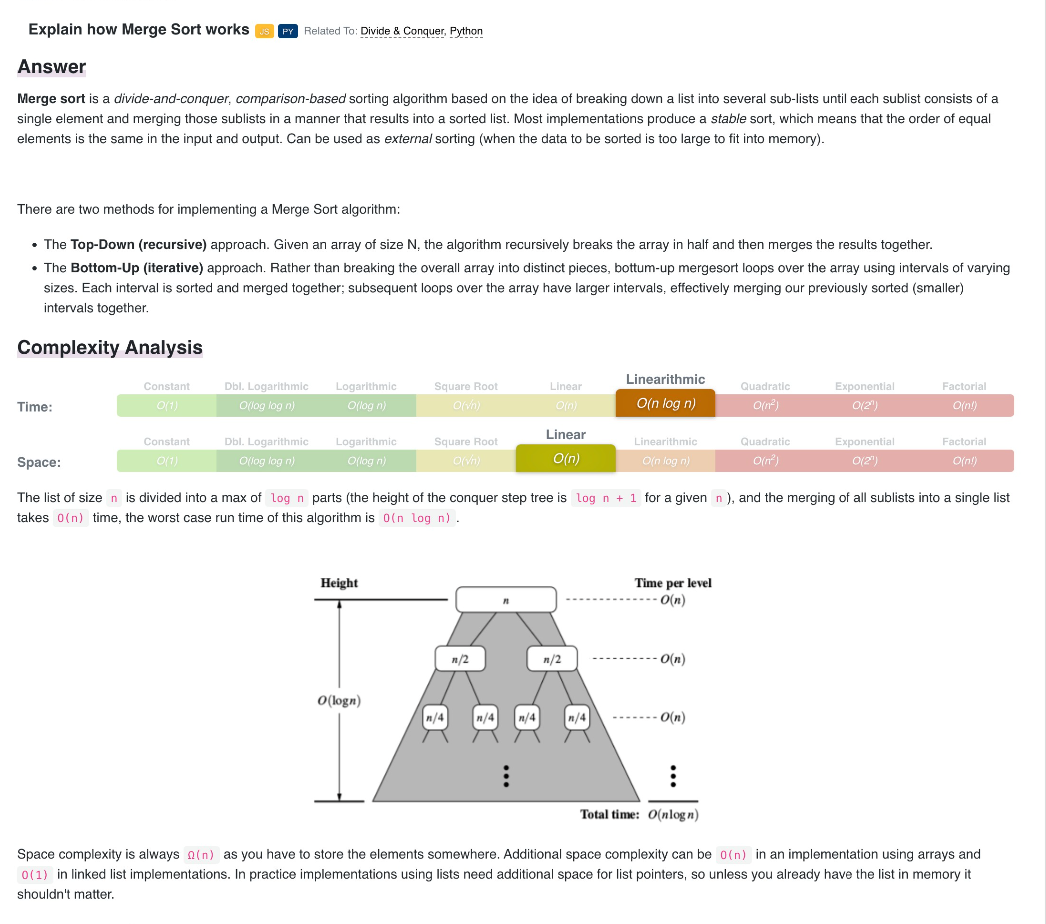 Explain how Merge Sort works JS PY Related To: Divide & Conquer, Python
Answer
Merge sort is a divide-and-conquer, comparison-based sorting algorithm based on the idea of breaking down a list into several sub-lists until each sublist consists of a
single element and merging those sublists in a manner that results into a sorted list. Most implementations produce a stable sort, which means that the order of equal
elements is the same in the input and output. Can be used as external sorting (when the data to be sorted is too large to fit into memory).
There are two methods for implementing a Merge Sort algorithm:
• The Top-Down (recursive) approach. Given an array of size N, the algorithm recursively breaks the array in half and then merges the results together.
• The Bottom-Up (iterative) approach. Rather than breaking the overall array into distinct pieces, bottum-up mergesort loops over the array using intervals of varying
sizes. Each interval is sorted and merged together; subsequent loops over the array have larger intervals, effectively merging our previously sorted (smaller)
intervals together.
Complexity Analysis
Constant Dbl. Logarithmic Logarithmic Square Root Linear Linearithmic Quadratic Exponential Factorial
Time: O(1) O(log log n) O(log n) O(√n) O(n) O(n log n) O(n²) O(2ⁿ) O(n!)
Constant Dbl. Logarithmic Logarithmic Square Root Linear Linearithmic Quadratic Exponential Factorial
Space: O(1) O(log log n) O(log n) O(√n) O(n) O(n log n) O(n²) O(2ⁿ) O(n!)
The list of size n is divided into a max of log n parts (the height of the conquer step tree is log n + 1 for a given n ), and the merging of all sublists into a single list
takes O(n) time, the worst case run time of this algorithm is O(n log n) .
Height Time per level
n O(n)
n/2 n/2 O(n)
O(logn)
n/4 n/4 n/4 n/4 O(n)
Total time: O(nlogn)
Space complexity is always Ω(n) as you have to store the elements somewhere. Additional space complexity can be O(n) in an implementation using arrays and
O(1) in linked list implementations. In practice implementations using lists need additional space for list pointers, so unless you already have the list in memory it
shouldn't matter.